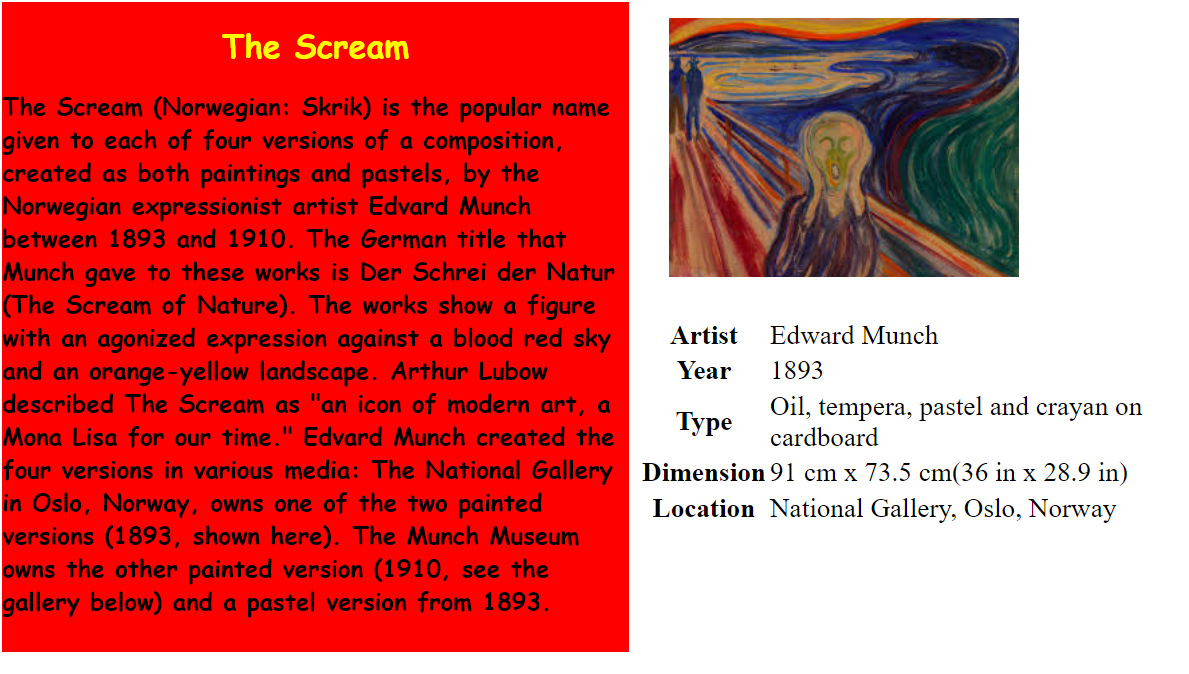 The Scream
The Scream (Norwegian: Skrik) is the popular name
given to each of four versions of a composition,
created as both paintings and pastels, by the
Norwegian expressionist artist Edvard Munch
between 1893 and 1910. The German title that
Munch gave to these works is Der Schrei der Natur
(The Scream of Nature). The works show a figure
with an agonized expression against a blood red sky
and an orange-yellow landscape. Arthur Lubow
described The Scream as "an icon of modern art, a
Mona Lisa for our time." Edvard Munch created the
four versions in various media: The National Gallery
in Oslo, Norway, owns one of the two painted
versions (1893, shown here). The Munch Museum
owns the other painted version (1910, see the
gallery below) and a pastel version from 1893.
Artist Edward Munch
Year 1893
Type Oil, tempera, pastel and crayan on
cardboard
Dimension 91 cm x 73.5 cm(36 in x 28.9 in)
Location National Gallery, Oslo, Norway